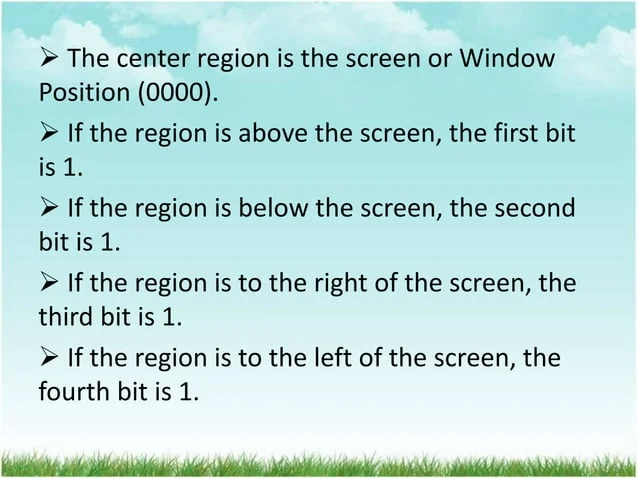 ➢ The center region is the screen or Window
Position (0000).
➢ If the region is above the screen, the first bit
is 1.
➢ If the region is below the screen, the second
bit is 1.
➢ If the region is to the right of the screen, the
third bit is 1.
➢ If the region is to the left of the screen, the
fourth bit is 1.